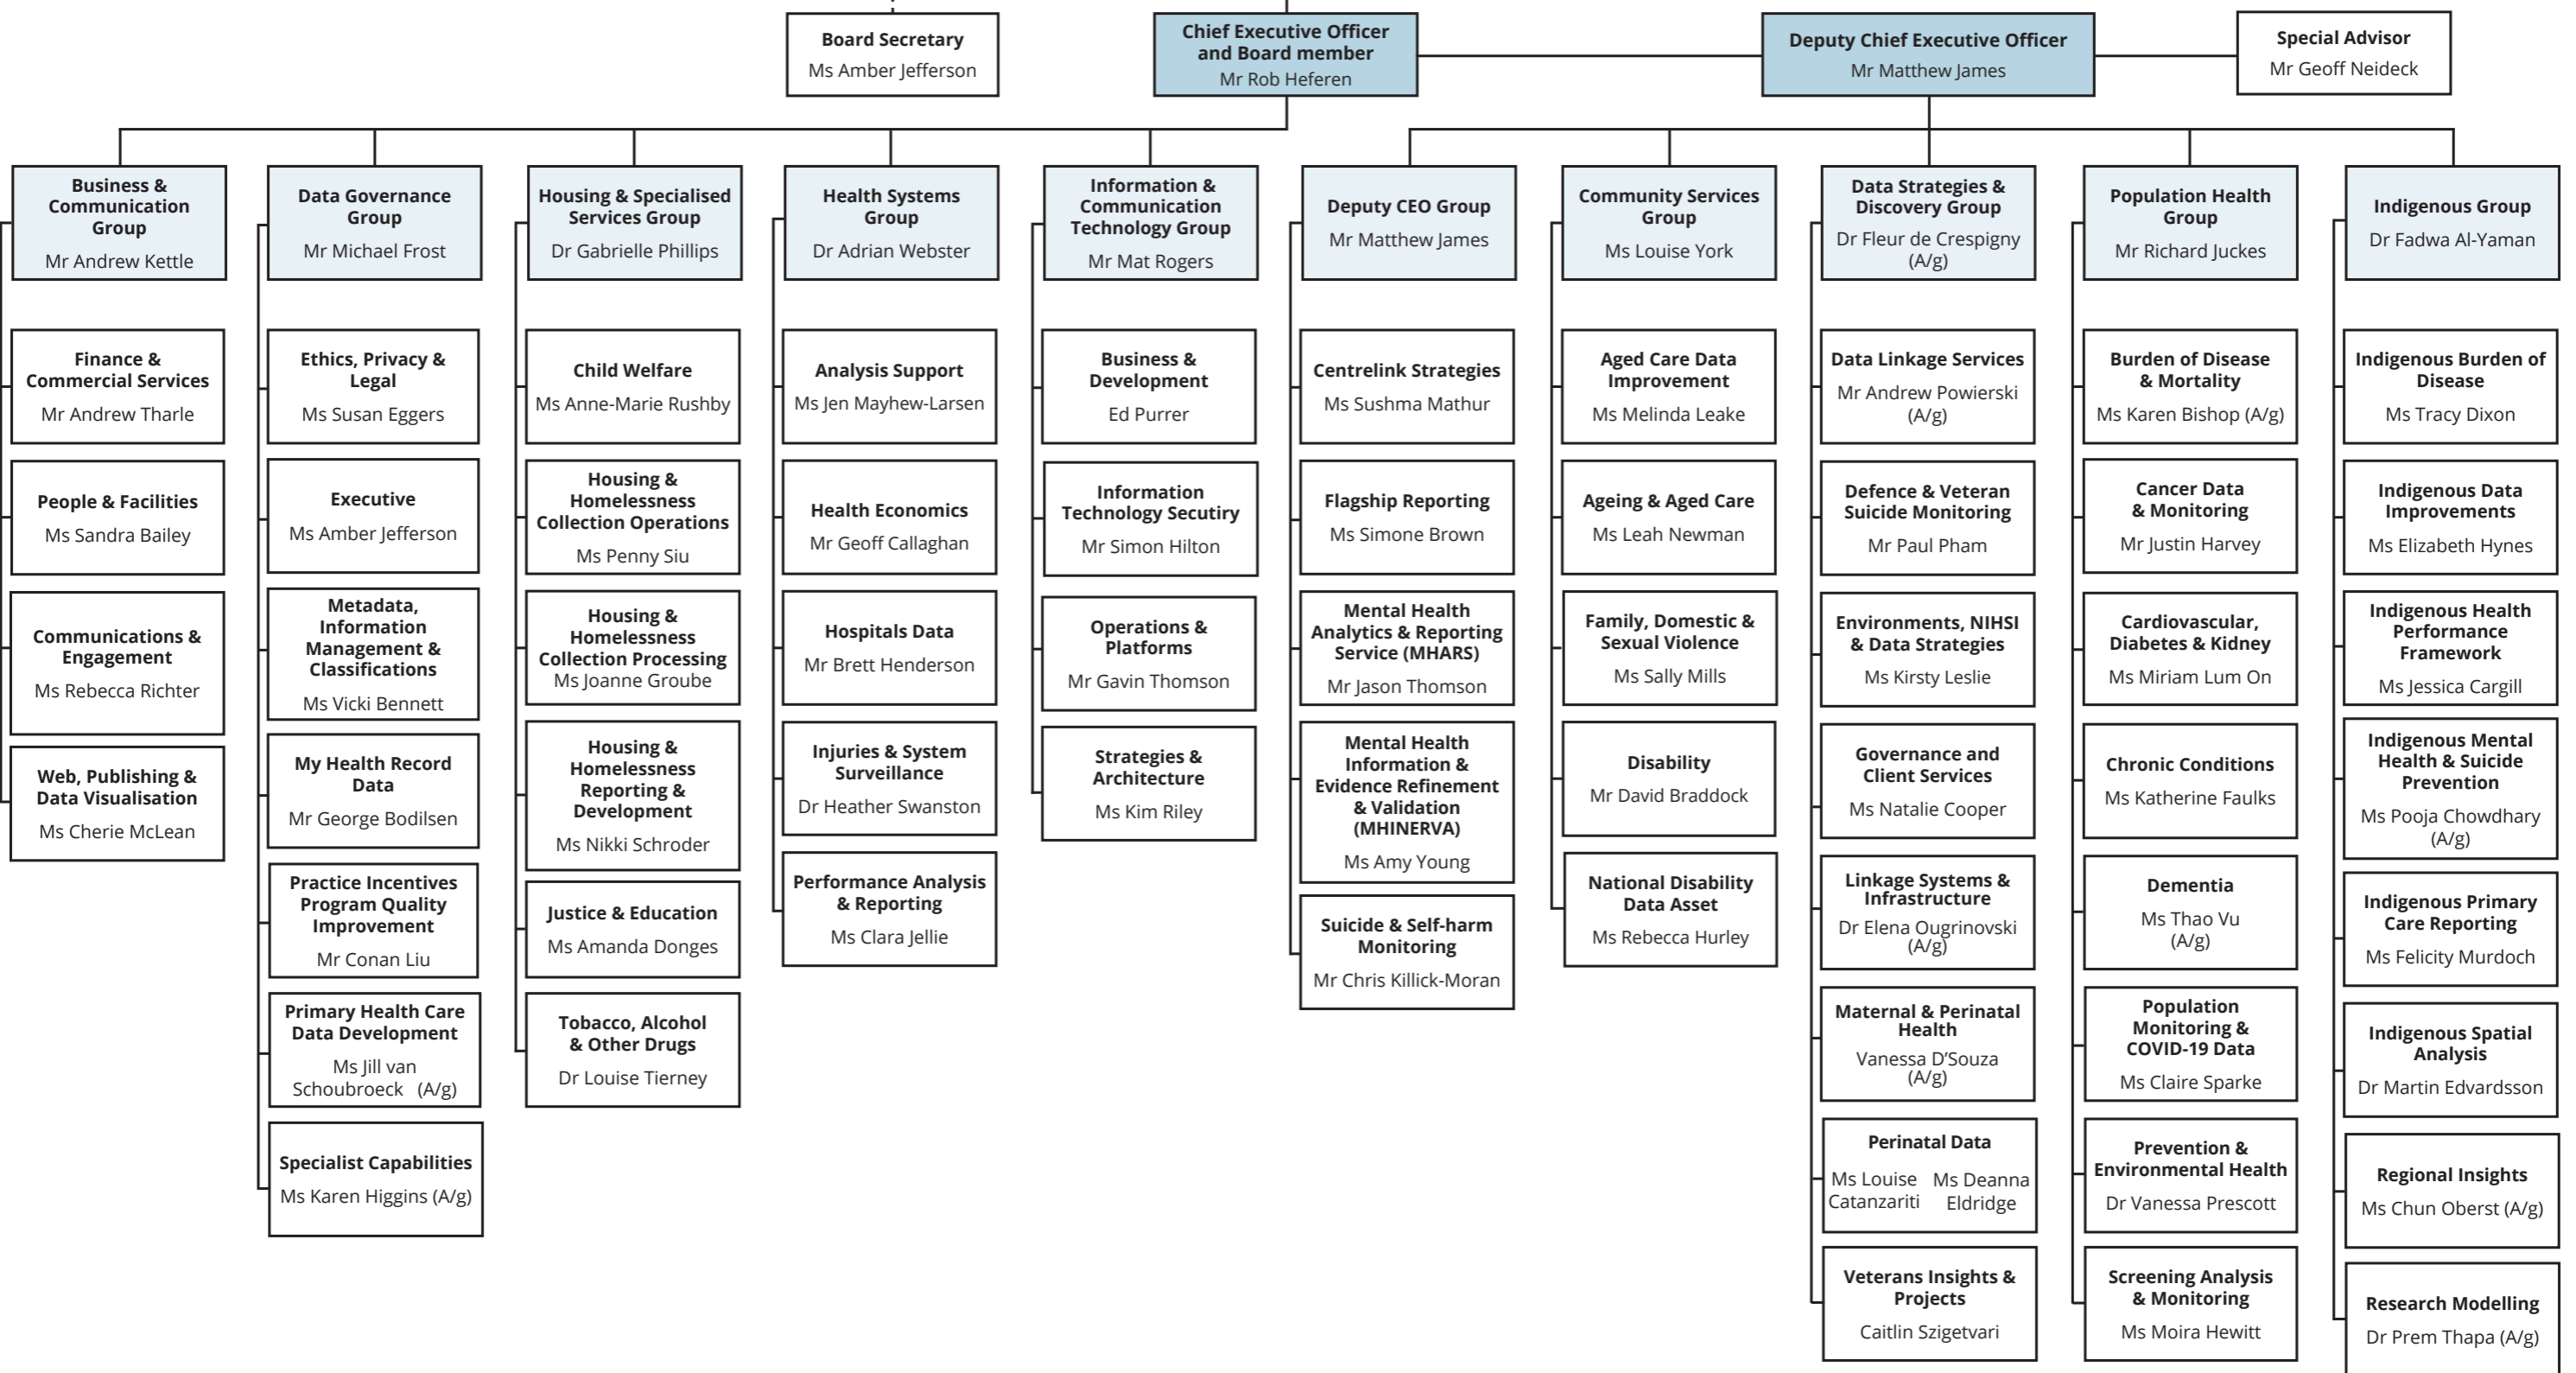 Board Secretary
Ms Amber Jefferson
Chief Executive Officer
and Board member
Mr Rob Heferen
Deputy Chief Executive Officer
Mr Matthew James
Special Advisor
Mr Geoff Neideck
Business &
Communication
Group
Mr Andrew Kettle
Finance &
Commercial Services
Mr Andrew Tharle
People & Facilities
Ms Sandra Bailey
Communications &
Engagement
Ms Rebecca Richter
Web, Publishing &
Data Visualisation
Ms Cherie McLean
Data Governance
Group
Mr Michael Frost
Ethics, Privacy &
Legal
Ms Susan Eggers
Executive
Ms Amber Jefferson
Metadata,
Information
Management &
Classifications
Ms Vicki Bennett
My Health Record
Data
Mr George Bodilsen
Practice Incentives
Program Quality
Improvement
Mr Conan Liu
Primary Health Care
Data Development
Ms Jill van
Schoubroeck (A/g)
Specialist Capabilities
Ms Karen Higgins (A/g)
Housing & Specialised
Services Group
Dr Gabrielle Phillips
Child Welfare
Ms Anne-Marie Rushby
Housing &
Homelessness
Collection Operations
Ms Penny Siu
Housing &
Homelessness
Collection Processing
Ms Joanne Groube
Housing &
Homelessness
Reporting &
Development
Ms Nikki Schroder
Justice & Education
Ms Amanda Donges
Tobacco, Alcohol
& Other Drugs
Dr Louise Tierney
Health Systems
Group
Dr Adrian Webster
Analysis Support
Ms Jen Mayhew-Larsen
Health Economics
Mr Geoff Callaghan
Hospitals Data
Mr Brett Henderson
Injuries & System
Surveillance
Dr Heather Swanston
Performance Analysis
& Reporting
Ms Clara Jellie
Information &
Communication
Technology Group
Mr Mat Rogers
Business &
Development
Ed Purrer
Information
Technology Secutiry
Mr Simon Hilton
Operations &
Platforms
Mr Gavin Thomson
Strategies &
Architecture
Ms Kim Riley
Deputy CEO Group
Mr Matthew James
Centrelink Strategies
Ms Sushma Mathur
Flagship Reporting
Ms Simone Brown
Mental Health
Analytics & Reporting
Service (MHARS)
Mr Jason Thomson
Mental Health
Information &
Evidence Refinement
& Validation
(MHINERVA)
Ms Amy Young
Suicide & Self-harm
Monitoring
Mr Chris Killick-Moran
Community Services
Group
Ms Louise York
Aged Care Data
Improvement
Ms Melinda Leake
Ageing & Aged Care
Ms Leah Newman
Family, Domestic &
Sexual Violence
Ms Sally Mills
Disability
Mr David Braddock
National Disability
Data Asset
Ms Rebecca Hurley
Data Strategies &
Discovery Group
Dr Fleur de Crespigny
(A/g)
Data Linkage Services
Mr Andrew Powierski
(A/g)
Defence & Veteran
Suicide Monitoring
Mr Paul Pham
Environments, NIHSI
& Data Strategies
Ms Kirsty Leslie
Governance and
Client Services
Ms Natalie Cooper
Linkage Systems &
Infrastructure
Dr Elena Ougrinovski
(A/g)
Maternal & Perinatal
Health
Vanessa D’Souza
(A/g)
Perinatal Data
Ms Louise
Catanzariti
Ms Deanna
Eldridge
Veterans Insights &
Projects
Caitlin Szigetvari
Population Health
Group
Mr Richard Juckes
Burden of Disease
& Mortality
Ms Karen Bishop (A/g)
Cancer Data
& Monitoring
Mr Justin Harvey
Cardiovascular,
Diabetes & Kidney
Ms Miriam Lum On
Chronic Conditions
Ms Katherine Faulks
Dementia
Ms Thao Vu
(A/g)
Population
Monitoring &
COVID-19 Data
Ms Claire Sparke
Prevention &
Environmental Health
Dr Vanessa Prescott
Screening Analysis
& Monitoring
Ms Moira Hewitt
Indigenous Group
Dr Fadwa Al-Yaman
Indigenous Burden of
Disease
Ms Tracy Dixon
Indigenous Data
Improvements
Ms Elizabeth Hynes
Indigenous Health
Performance
Framework
Ms Jessica Cargill
Indigenous Mental
Health & Suicide
Prevention
Ms Pooja Chowdhary
(A/g)
Indigenous Primary
Care Reporting
Ms Felicity Murdoch
Indigenous Spatial
Analysis
Dr Martin Edvardsson
Regional Insights
Ms Chun Oberst (A/g)
Research Modelling
Dr Prem Thapa (A/g)